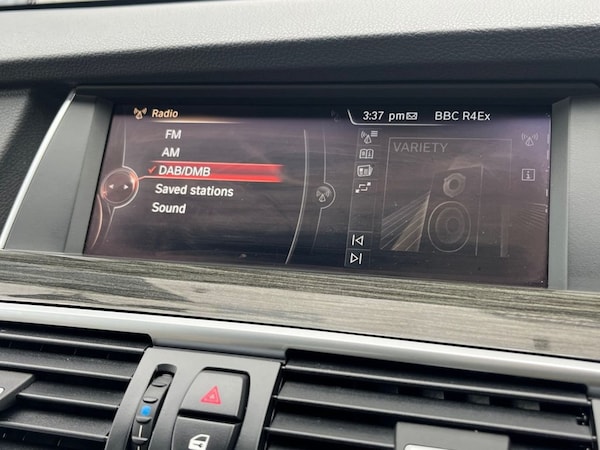 Radio
3:37 pm
BBC R4Ex
FM
AM
DAB/DMB
Saved stations
Sound
VARIETY